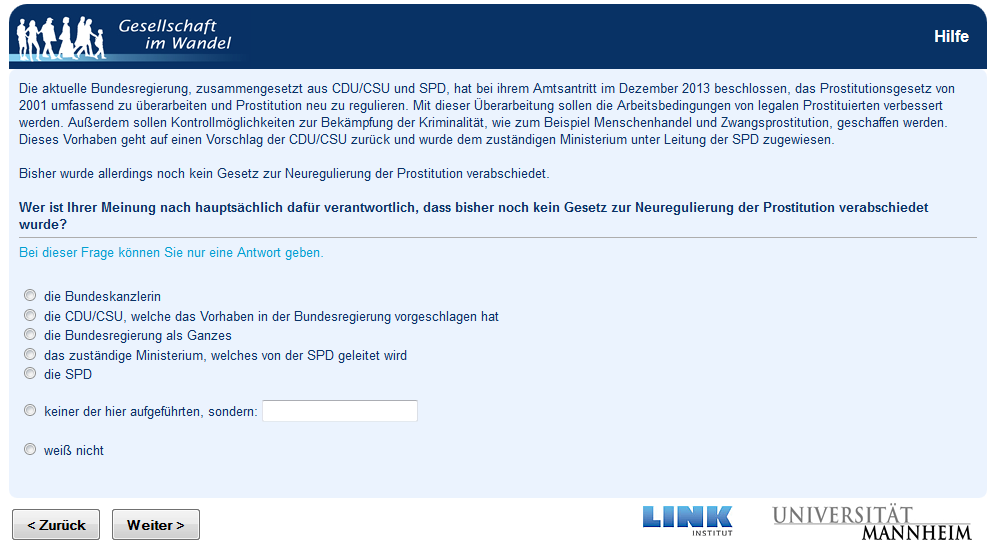 Gesellschaft
im Wandel
Hilfe
Die aktuelle Bundesregierung, zusammengesetzt aus CDU/CSU und SPD, hat bei ihrem Amtsantritt im Dezember 2013 beschlossen, das Prostitutionsgesetz von
2001 umfassend zu überarbeiten und Prostitution neu zu regulieren. Mit dieser Überarbeitung sollen die Arbeitsbedingungen von legalen Prostituierten verbessert
werden. Außerdem sollen Kontrollmöglichkeiten zur Bekämpfung der Kriminalität, wie zum Beispiel Menschenhandel und Zwangsprostitution, geschaffen werden.
Dieses Vorhaben geht auf einen Vorschlag der CDU/CSU zurück und wurde dem zuständigen Ministerium unter Leitung der SPD zugewiesen.
Bisher wurde allerdings noch kein Gesetz zur Neuregulierung der Prostitution verabschiedet.
Wer ist Ihrer Meinung nach hauptsächlich dafür verantwortlich, dass bisher noch kein Gesetz zur Neuregulierung der Prostitution verabschiedet
wurde?
Bei dieser Frage können Sie nur eine Antwort geben.
die Bundeskanzlerin
die CDU/CSU, welche das Vorhaben in der Bundesregierung vorgeschlagen hat
die Bundesregierung als Ganzes
das zuständige Ministerium, welches von der SPD geleitet wird
die SPD
keiner der hier aufgeführten, sondern:
weiß nicht
< Zurück
Weiter >
LINK
INSTITUT
UNIVERSITÄT
MANNHEIM